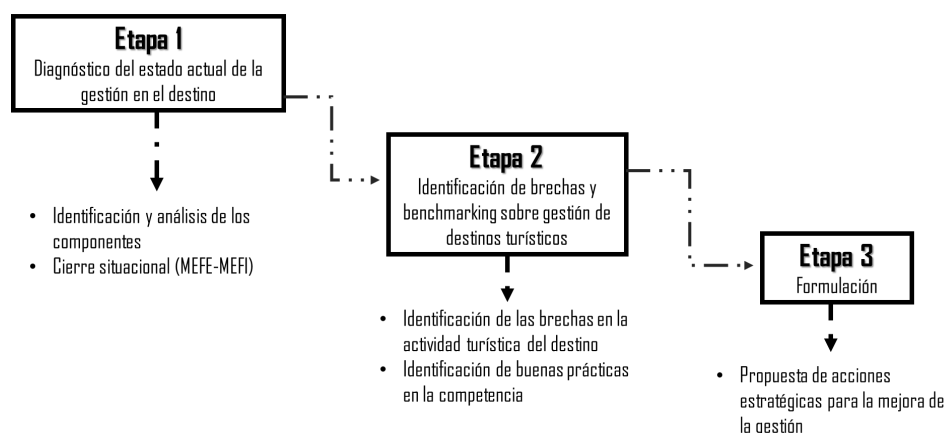 Etapa 1
Diagnóstico del estado actual de la
gestión en el destino
• Identificación y análisis de los
componentes
• Cierre situacional (MEFE-MEFI)
Etapa 2
Identificación de brechas y
benchmarking sobre gestión de
destinos turísticos
• Identificación de las brechas en la
actividad turística del destino
• Identificación de buenas prácticas
en la competencia
Etapa 3
Formulación
• Propuesta de acciones
estratégicas para la mejora de
la gestión